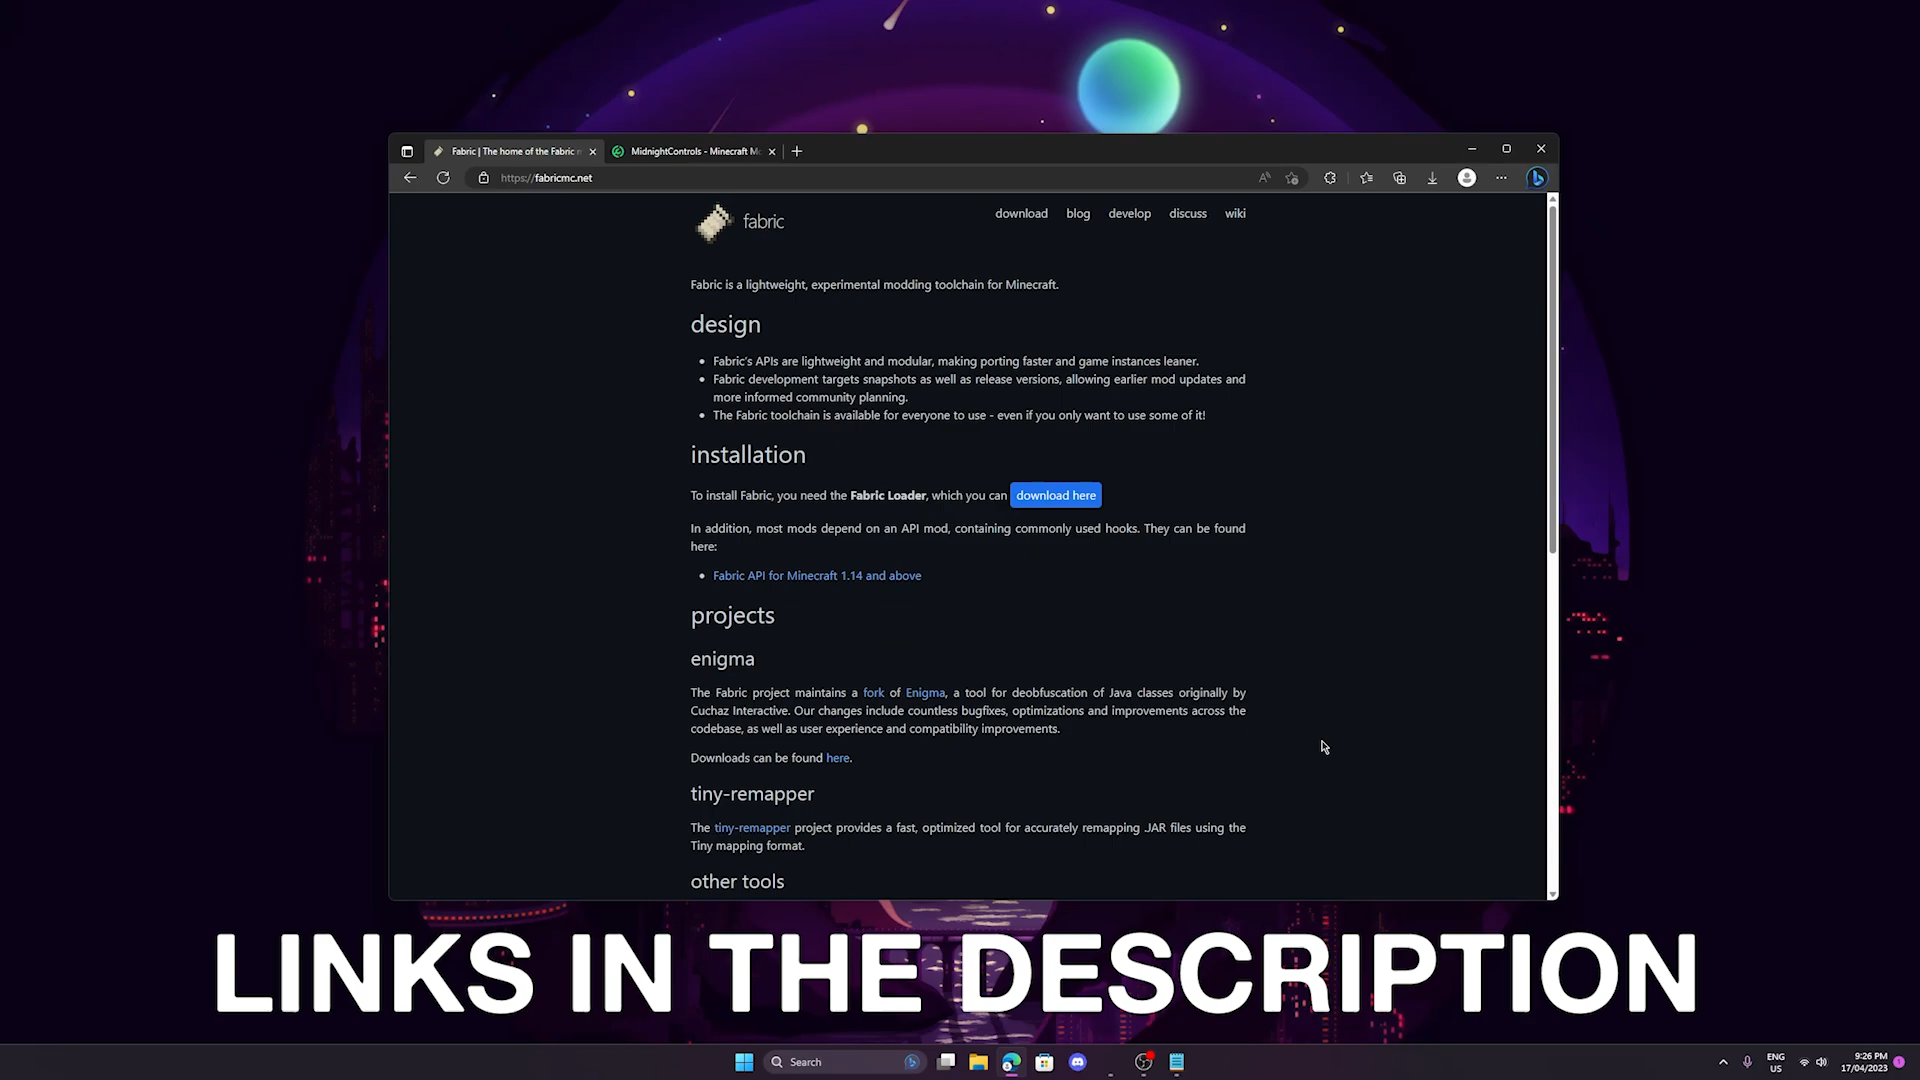 Fabric | The home of the Fabric m
MidnightControls - Minecraft Mo
https://fabricmc.net
fabric
download
blog
develop
discuss
wiki
Fabric is a lightweight, experimental modding toolchain for Minecraft.
design
• Fabric's APIs are lightweight and modular, making porting faster and game instances leaner.
• Fabric development targets snapshots as well as release versions, allowing earlier mod updates and
more informed community planning.
• The Fabric toolchain is available for everyone to use - even if you only want to use some of it!
installation
To install Fabric, you need the Fabric Loader, which you can download here
In addition, most mods depend on an API mod, containing commonly used hooks. They can be found
here:
• Fabric API for Minecraft 1.14 and above
projects
enigma
The Fabric project maintains a fork of Enigma, a tool for deobfuscation of Java classes originally by
Cuchaz Interactive. Our changes include countless bugfixes, optimizations and improvements across the
codebase, as well as user experience and compatibility improvements.
Downloads can be found here.
tiny-remapper
The tiny-remapper project provides a fast, optimized tool for accurately remapping JAR files using the
Tiny mapping format.
other tools
LINKS IN THE DESCRIPTION
Search
ENG
US
9:26 PM
17/04/2023
1